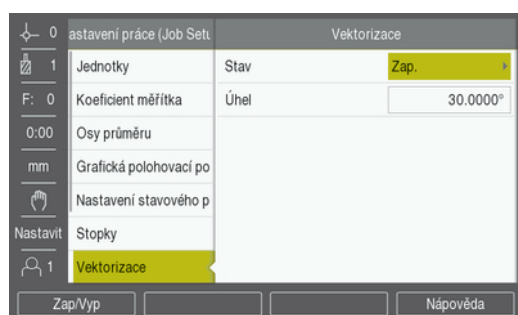 0
astavení práce (Job Setu
Vektorizace
1
Jednotky
Stav
Zap.
F: 0
Koeficient měřítka
Úhel
30.0000°
0:00
Osy průměru
mm
Grafická polohovací po
Nastavení stavového p
Nastavit
Stopky
1
Vektorizace
Zap/Vyp
Nápověda